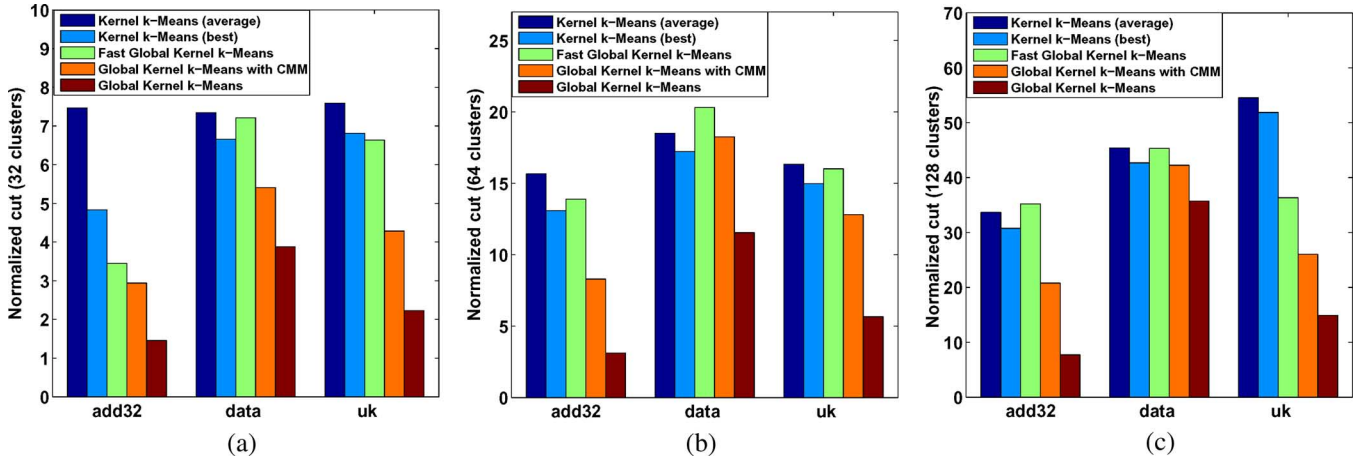 Normalized cut (32 clusters)
10
9
8
7
6
5
4
3
2
1
0
Kernel k−Means (average)
Kernel k−Means (best)
Fast Global Kernel k−Means
Global Kernel k−Means with CMM
Global Kernel k−Means
add32 data uk
(a)
Normalized cut (64 clusters)
25
20
15
10
5
0
Kernel k−Means (average)
Kernel k−Means (best)
Fast Global Kernel k−Means
Global Kernel k−Means with CMM
Global Kernel k−Means
add32 data uk
(b)
Normalized cut (128 clusters)
70
60
50
40
30
20
10
0
Kernel k−Means (average)
Kernel k−Means (best)
Fast Global Kernel k−Means
Global Kernel k−Means with CMM
Global Kernel k−Means
add32 data uk
(c)